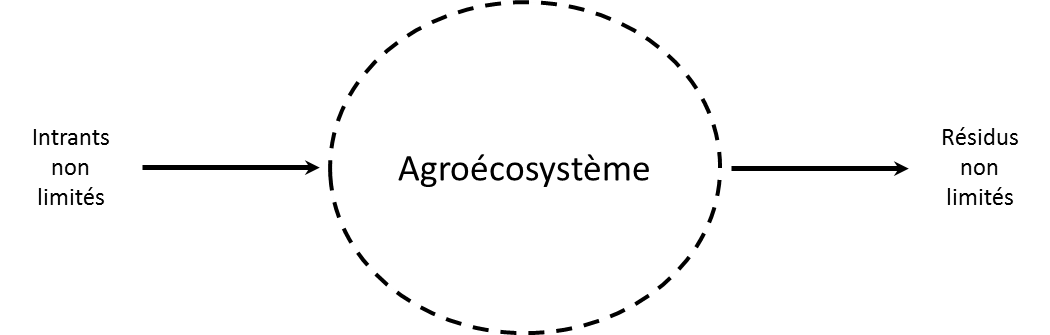 Intrants
non
limités
Agroécosystème
Résidus
non
limités